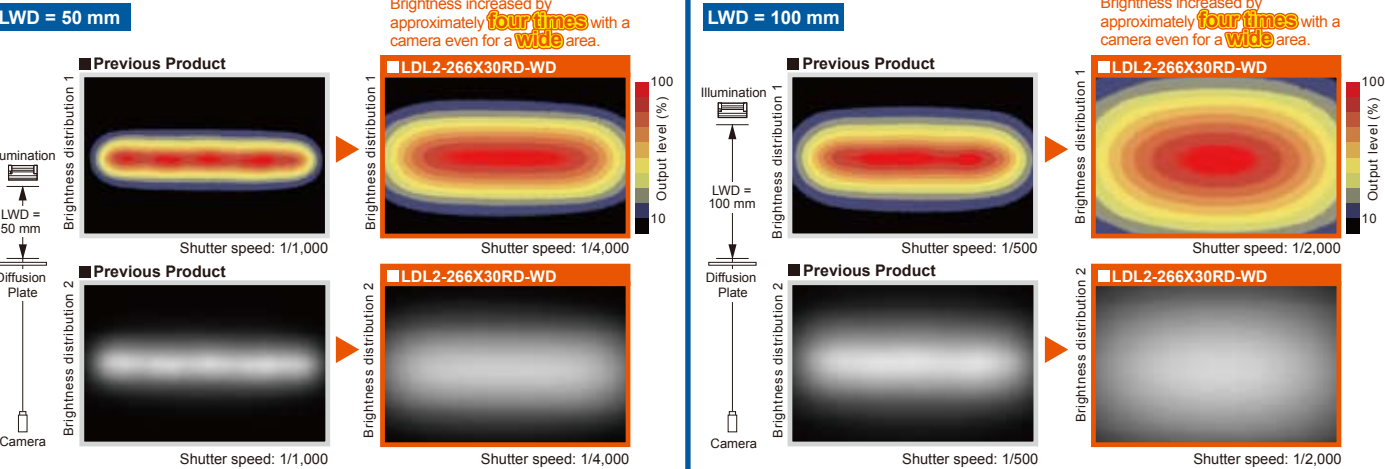 LWD = 50 mm
Brightness increased by
approximately four times with a
camera even for a wide area.
■Previous Product
■LDL2-266X30RD-WD
Brightness distribution 1
Brightness distribution 1
100
Output level (%)
10
umination
LWD =
50 mm
Diffusion
Plate
Camera
Shutter speed: 1/1,000
Shutter speed: 1/4,000
■Previous Product
■LDL2-266X30RD-WD
Brightness distribution 2
Brightness distribution 2
Shutter speed: 1/1,000
Shutter speed: 1/4,000
LWD = 100 mm
Brightness increased by
approximately four times with a
camera even for a wide area.
■Previous Product
■LDL2-266X30RD-WD
Brightness distribution 1
Brightness distribution 1
100
Output level (%)
10
Illumination
LWD =
100 mm
Diffusion
Plate
Camera
Shutter speed: 1/500
Shutter speed: 1/2,000
■Previous Product
■LDL2-266X30RD-WD
Brightness distribution 2
Brightness distribution 2
Shutter speed: 1/500
Shutter speed: 1/2,000